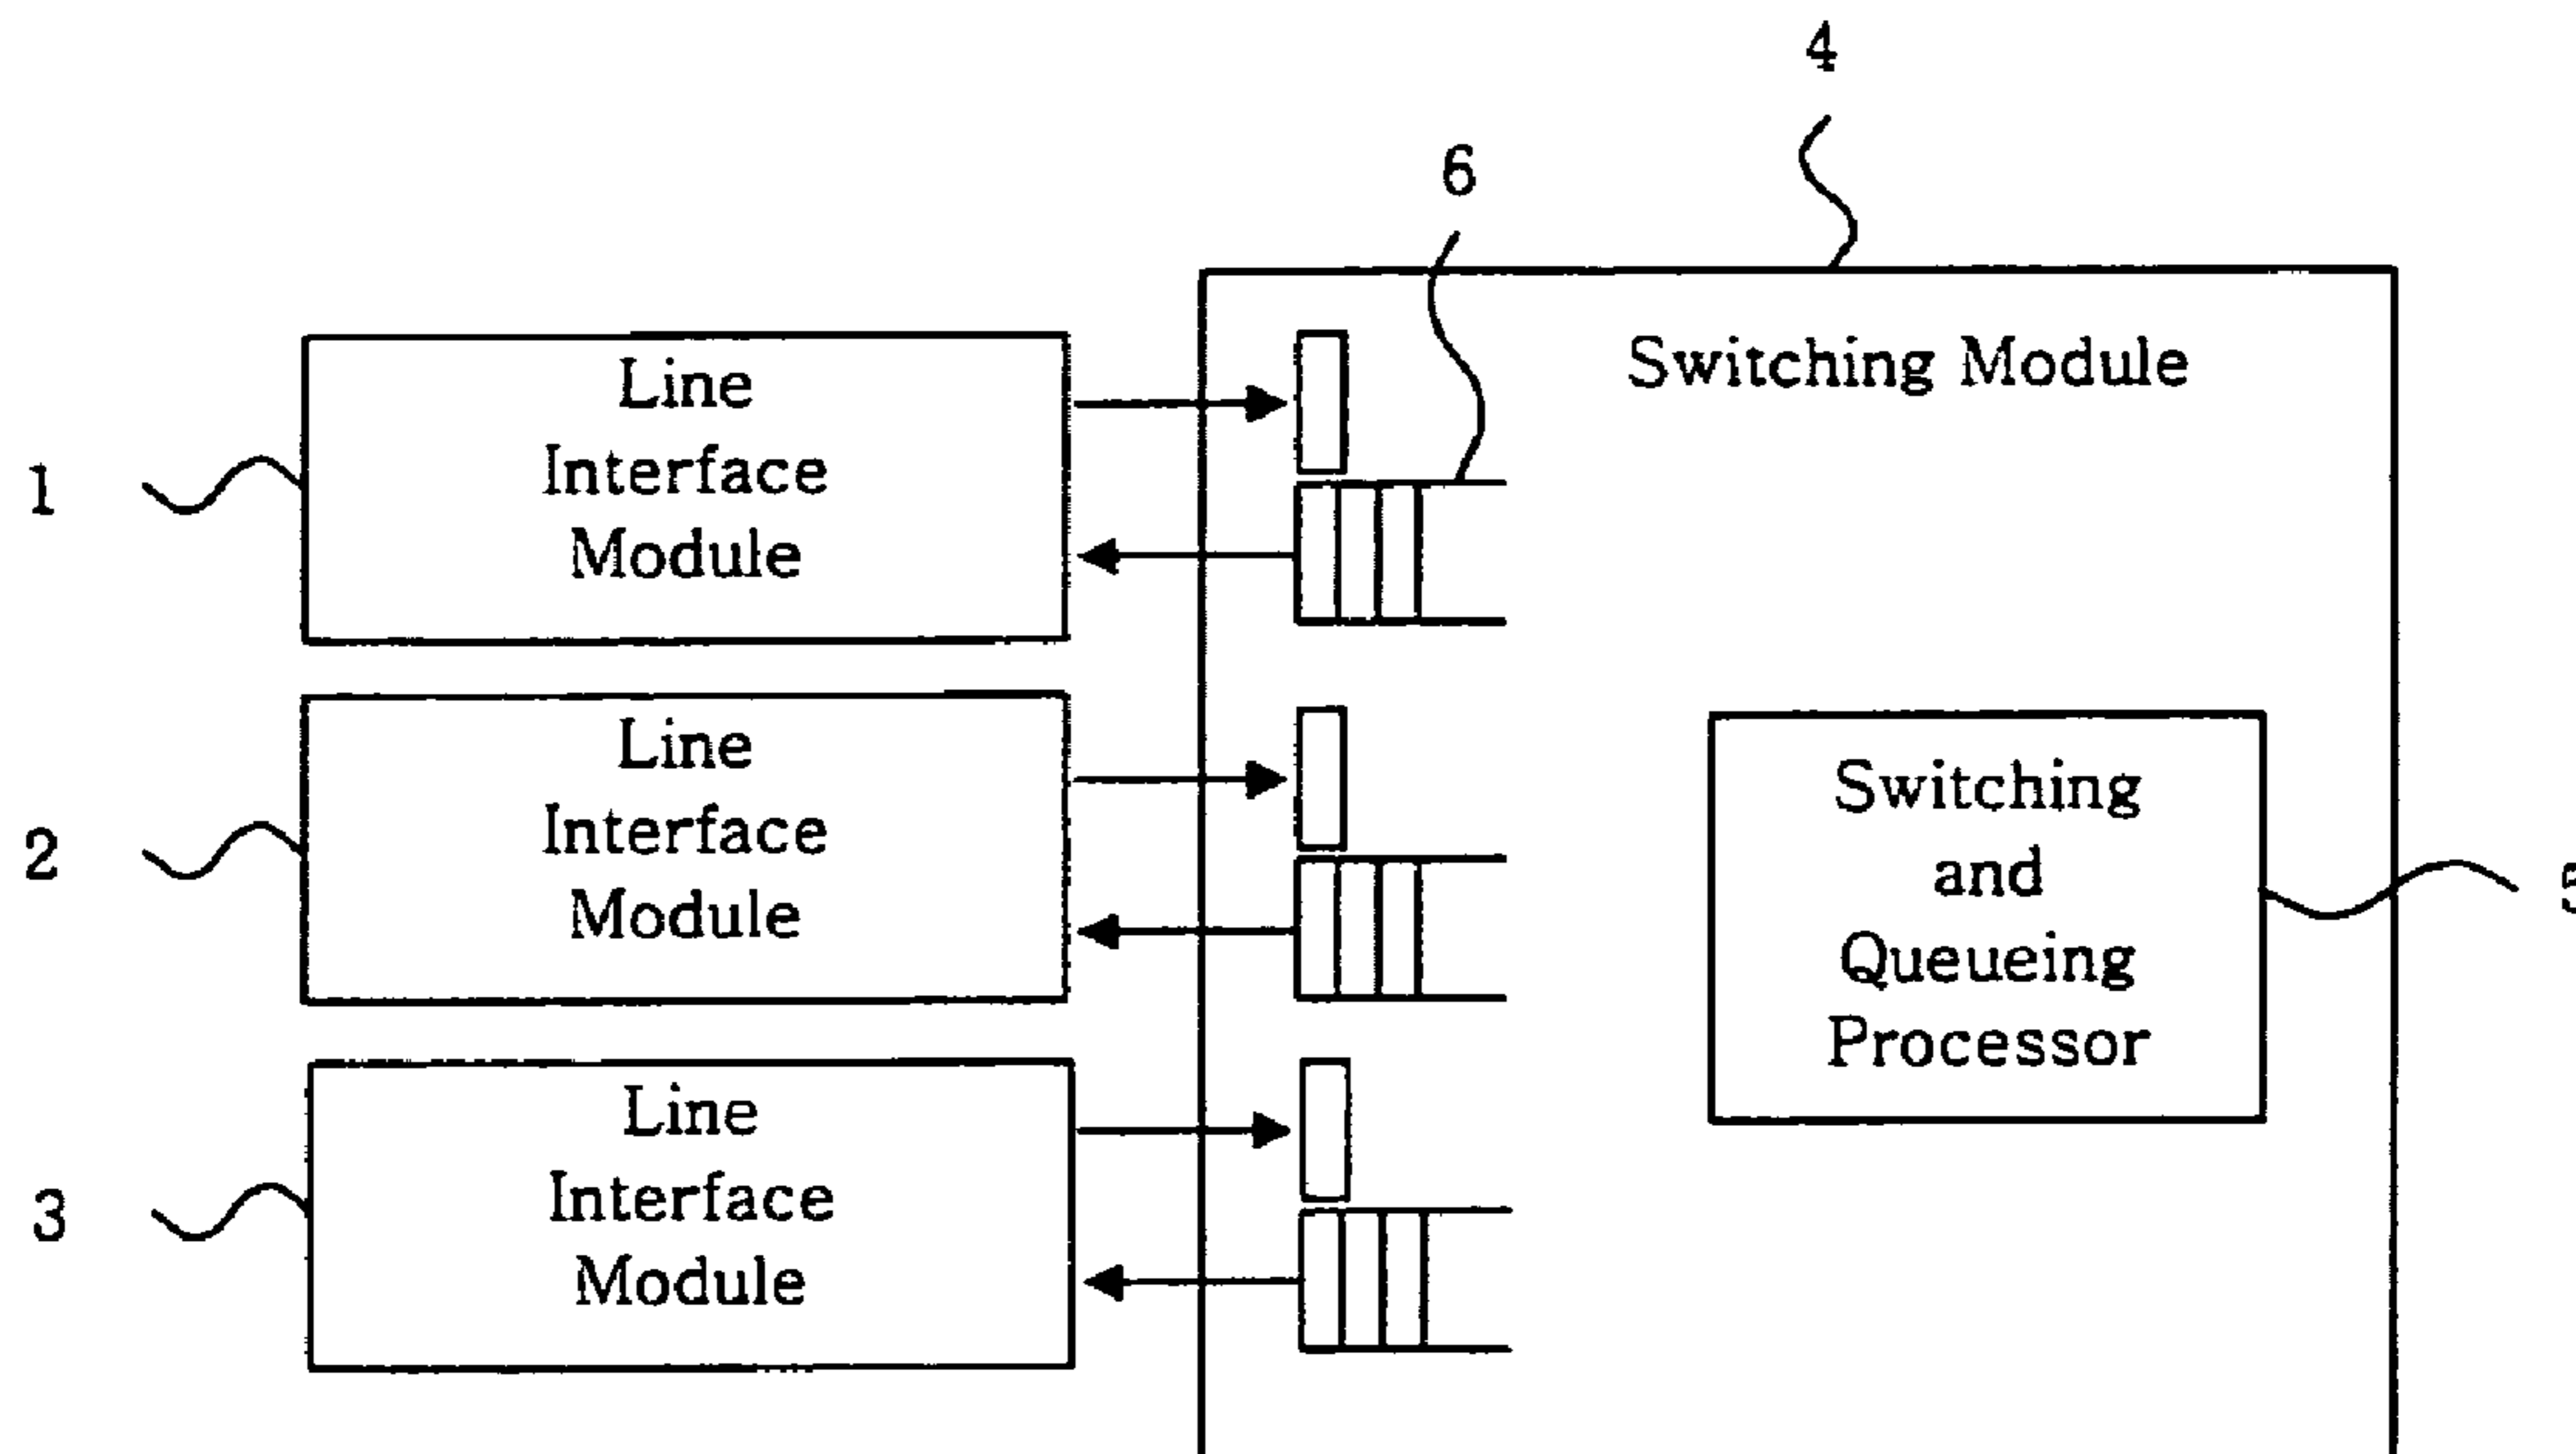 4
6
Switching Module
1
Line
Interface
Module
2
Line
Interface
Module
Switching
and
Queueing
Processor
5
3
Line
Interface
Module